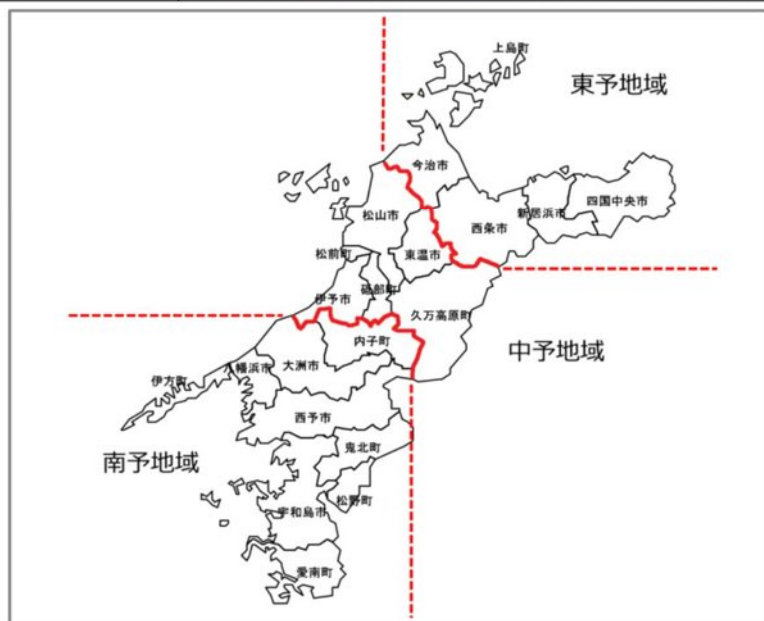 上島町
東予地域
今治市
四国中央市
新居浜市
松山市
西条市
松前町
東温市
砥部町
伊予市
久万高原町
内子町
中予地域
大洲市
八幡浜市
伊方町
西予市
鬼北町
南予地域
松野町
宇和島市
愛南町